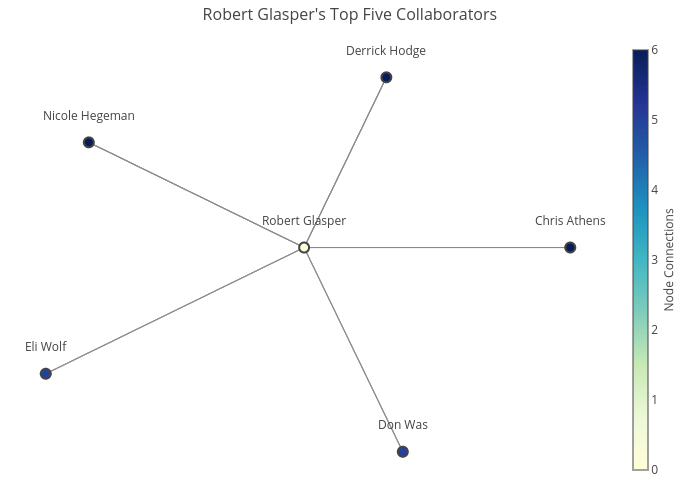 Robert Glasper's Top Five Collaborators
Derrick Hodge
Nicole Hegeman
Robert Glasper
Chris Athens
Eli Wolf
Don Was
6
5
4
3
2
1
0
Node Connections